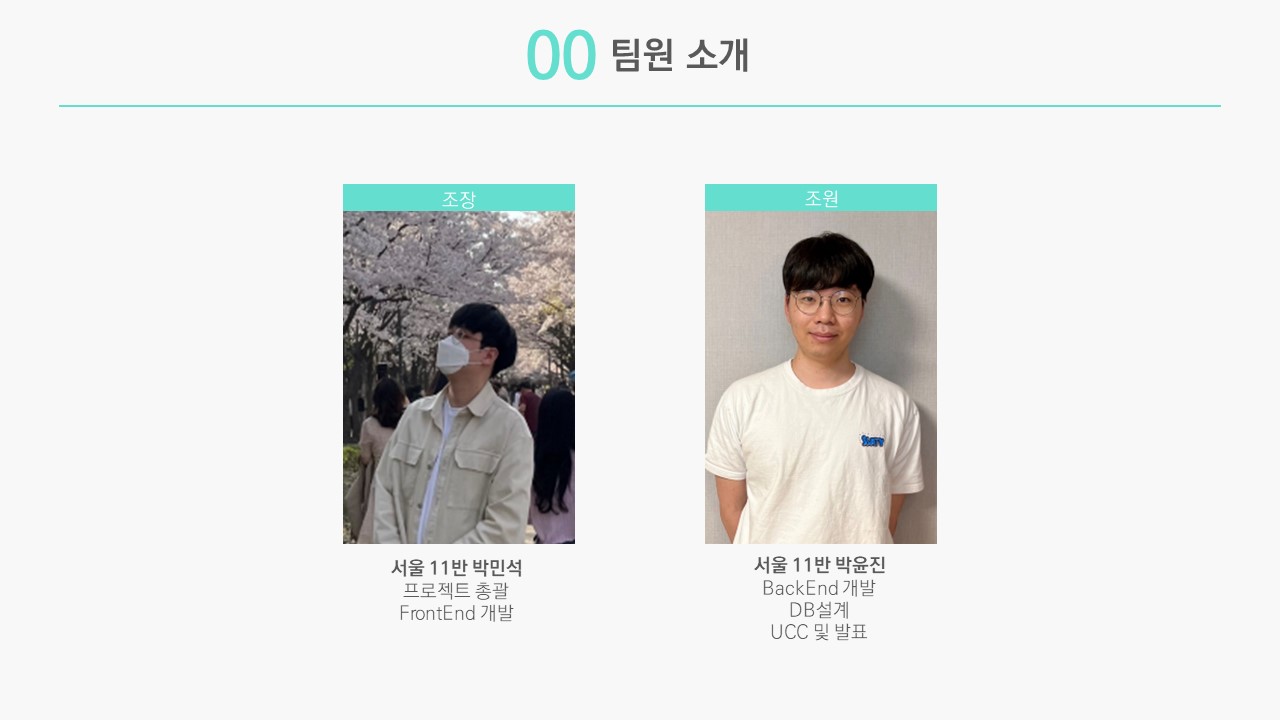 00 팀원 소개
조장
서울 11반 박민석
프로젝트 총괄
FrontEnd 개발
조원
서울 11반 박윤진
BackEnd 개발
DB설계
UCC 및 발표